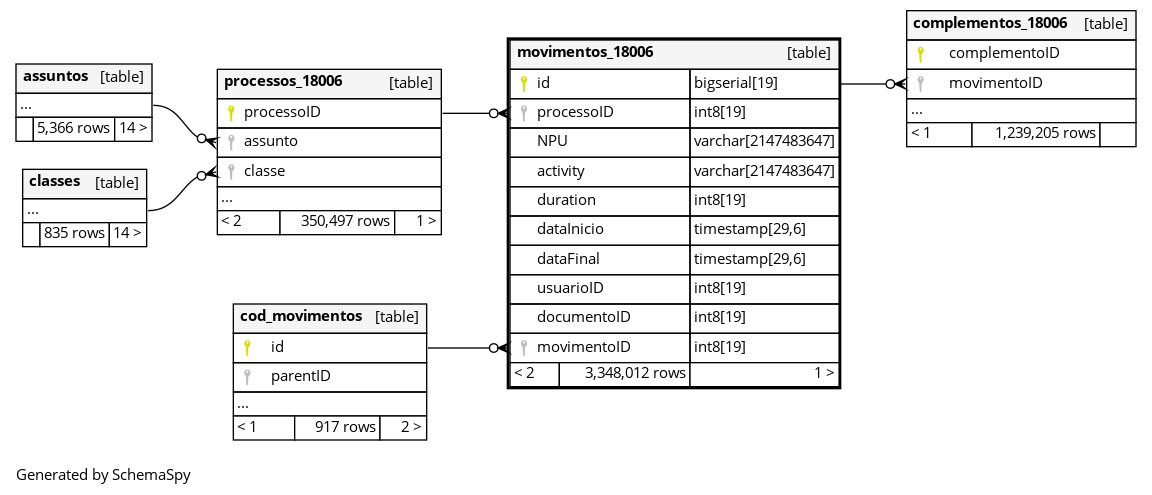 assuntos [table]
...
5,366 rows 14 >
classes [table]
...
835 rows 14 >
processos_18006 [table]
processoID
assunto
classe
...
< 2 350,497 rows 1 >
cod_movimentos [table]
id
parentID
...
< 1 917 rows 2 >
movimentos_18006 [table]
id bigserial[19]
processoID int8[19]
NPU varchar[2147483647]
activity varchar[2147483647]
duration int8[19]
dataInicio timestamp[29,6]
dataFinal timestamp[29,6]
usuarioID int8[19]
documentoID int8[19]
movimentoID int8[19]
< 2 3,348,012 rows 1 >
complementos_18006 [table]
complementoID
movimentoID
...
< 1 1,239,205 rows
Generated by SchemaSpy